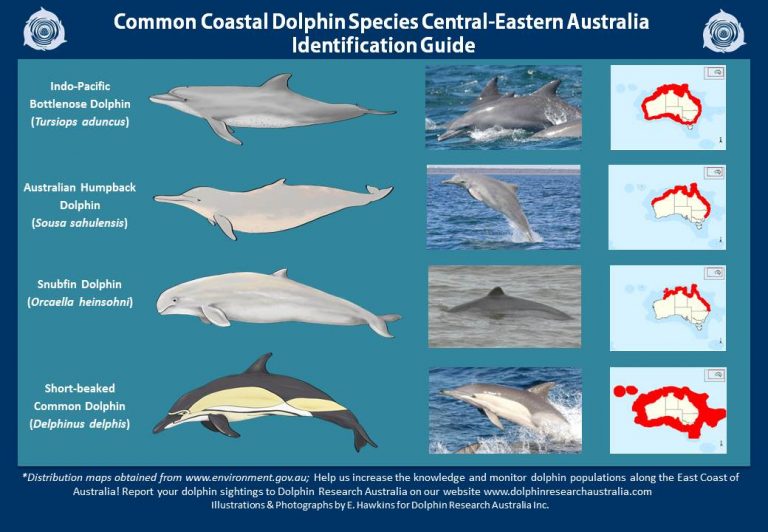 Common Coastal Dolphin Species Central-Eastern Australia
Identification Guide
Indo-Pacific
Bottlenose Dolphin
(Tursiops aduncus)
Australian Humpback
Dolphin
(Sousa sahulensis)
Snubfin Dolphin
(Orcaella heinsohni)
Short-beaked
Common Dolphin
(Delphinus delphis)
*Distribution maps obtained from www.environment.gov.au; Help us increase the knowledge and monitor dolphin populations along the East Coast of
Australia! Report your dolphin sightings to Dolphin Research Australia on our website www.dolphinresearchaustralia.com
Illustrations & Photographs by E. Hawkins for Dolphin Research Australia Inc.